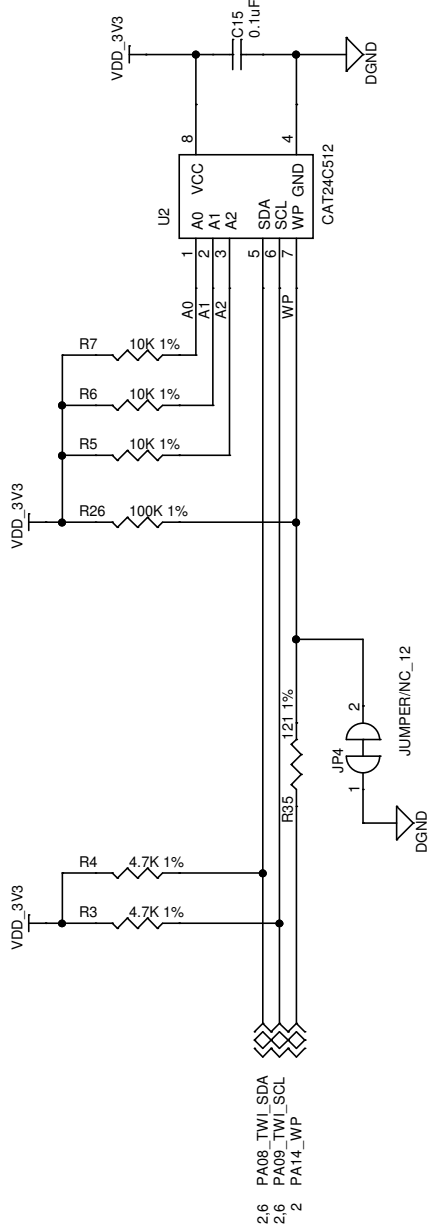 VDD_3V3
VDD_3V3
VDD_3V3
R3
4.7K 1%
R4
4.7K 1%
R26
100K 1%
R5
10K 1%
R6
10K 1%
R7
10K 1%
A0
A1
A2
WP
1
2
3
5
6
7
U2
A0
A1
A2
SDA
SCL
WP
VCC
GND
8
4
CAT24C512
C15
0.1uF
DGND
2,6 PA08_TWI_SDA
2,6 PA09_TWI_SCL
2 PA14_WP
R35
121 1%
JP4
1
2
JUMPER/NC_12
DGND